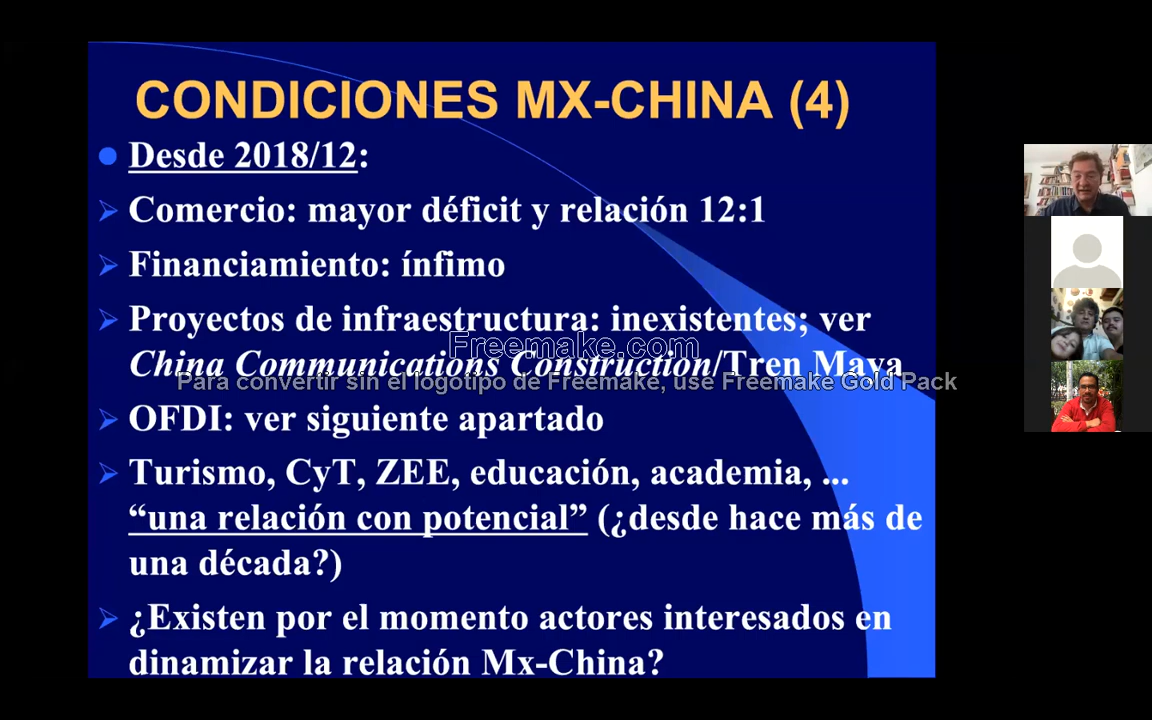 CONDICIONES MX-CHINA (4)
Desde 2018/12:
Comercio: mayor déficit y relación 12:1
Financiamiento: ínfimo
Proyectos de infraestructura: inexistentes; ver
Freemake.com
China Communications Construction/Tren Maya
Para convertir sin el logotipo de Freemake, use Freemake Gold Pack
OFDI: ver siguiente apartado
Turismo, CyT, ZEE, educación, academia, ...
“una relación con potencial” (¿desde hace más de
una década?)
¿Existen por el momento actores interesados en
dinamizar la relación Mx-China?